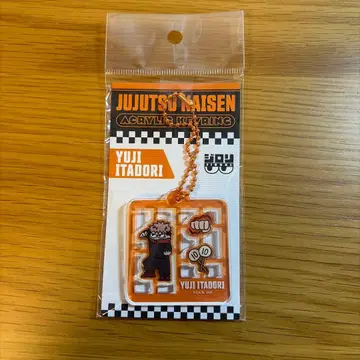 JUJUTSU KAISEN
ACRYLIC KEYRING
YUJI
ITADORI
YUJI ITADORI